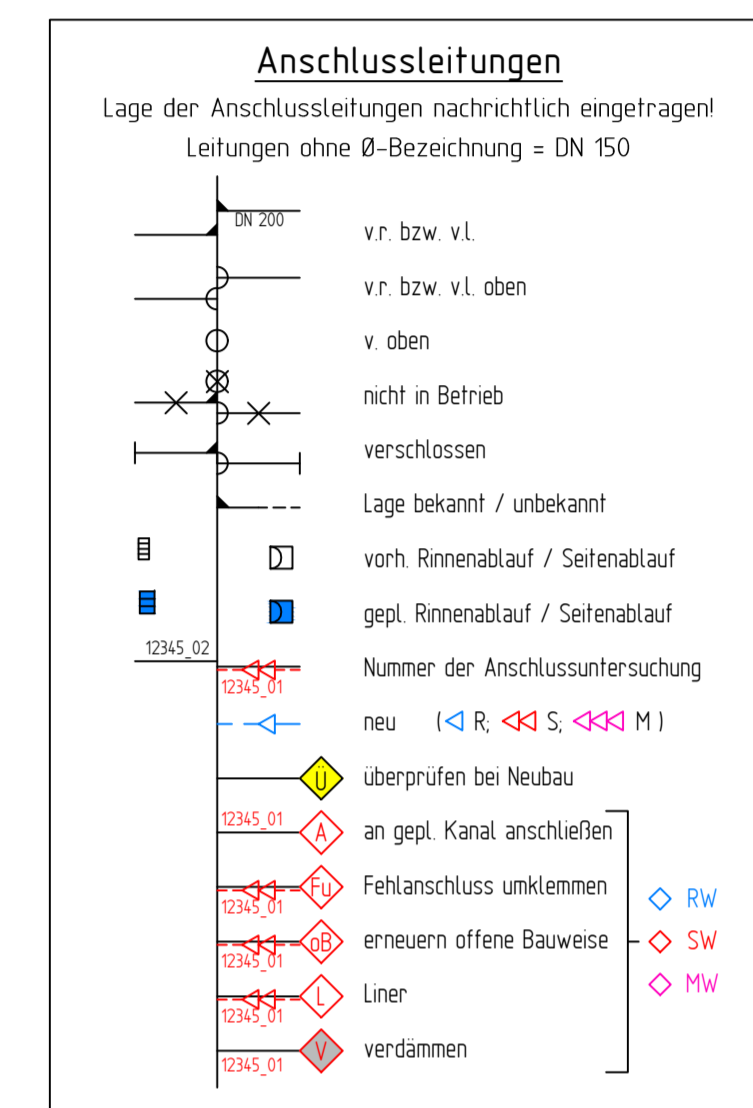 Anschlussleitungen
Lage der Anschlussleitungen nachrichtlich eingetragen!
Leitungen ohne Ø-Bezeichnung = DN 150
DN 200
v.r. bzw. v.l.
v.r. bzw. v.l. oben
v. oben
nicht in Betrieb
verschlossen
Lage bekannt / unbekannt
vorh. Rinnenablauf / Seitenablauf
gepl. Rinnenablauf / Seitenablauf
12345_02
12345_01
Nummer der Anschlussuntersuchung
neu ( R; S; M )
Ü überprüfen bei Neubau
12345_01
A an gepl. Kanal anschließen
Fu Fehlanschluss umklemmen
12345_01
RW
oB erneuern offene Bauweise
SW
12345_01
MW
L Liner
12345_01
V verdämmen
12345_01